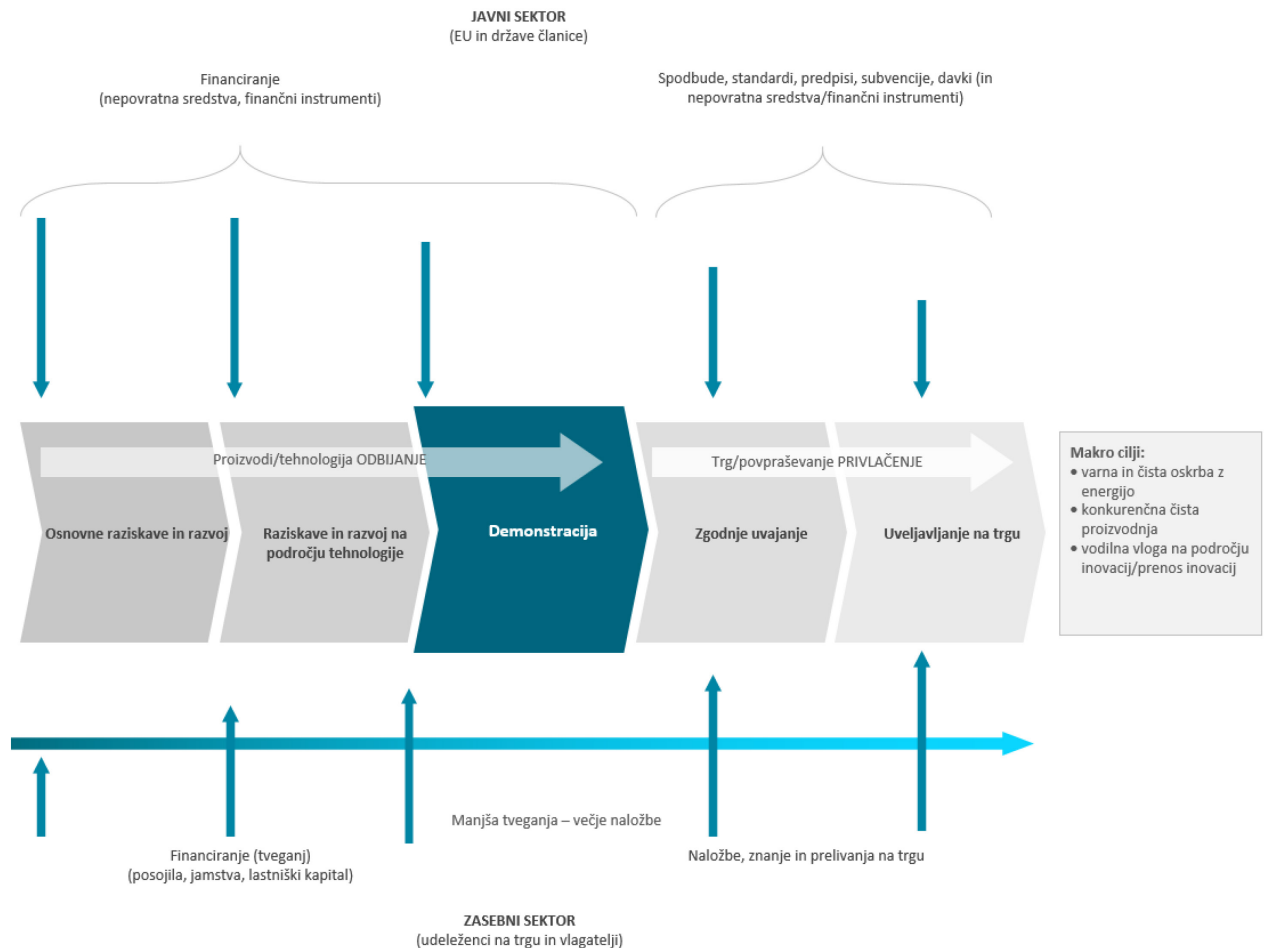 JAVNI SEKTOR
(EU in države članice)
Financiranje
(nepovratna sredstva, finančni instrumenti)
Spodbude, standardi, predpisi, subvencije, davki (in
nepovratna sredstva/finančni instrumenti)
Proizvodi/tehnologija ODBIJANJE
Trg/povpraševanje PRIVLAČENJE
Osnovne raziskave in razvoj
Raziskave in razvoj na
področju tehnologije
Demonstracija
Zgodnje uvajanje
Uveljavljanje na trgu
Makro cilji:
• varna in čista oskrba z
energijo
• konkurenčna čista
proizvodnja
• vodilna vloga na področju
inovacij/prenos inovacij
Manjša tveganja – večje naložbe
Financiranje (tveganj)
(posojila, jamstva, lastniški kapital)
Naložbe, znanje in prelivanja na trgu
ZASEBNI SEKTOR
(udeleženci na trgu in vlagatelji)